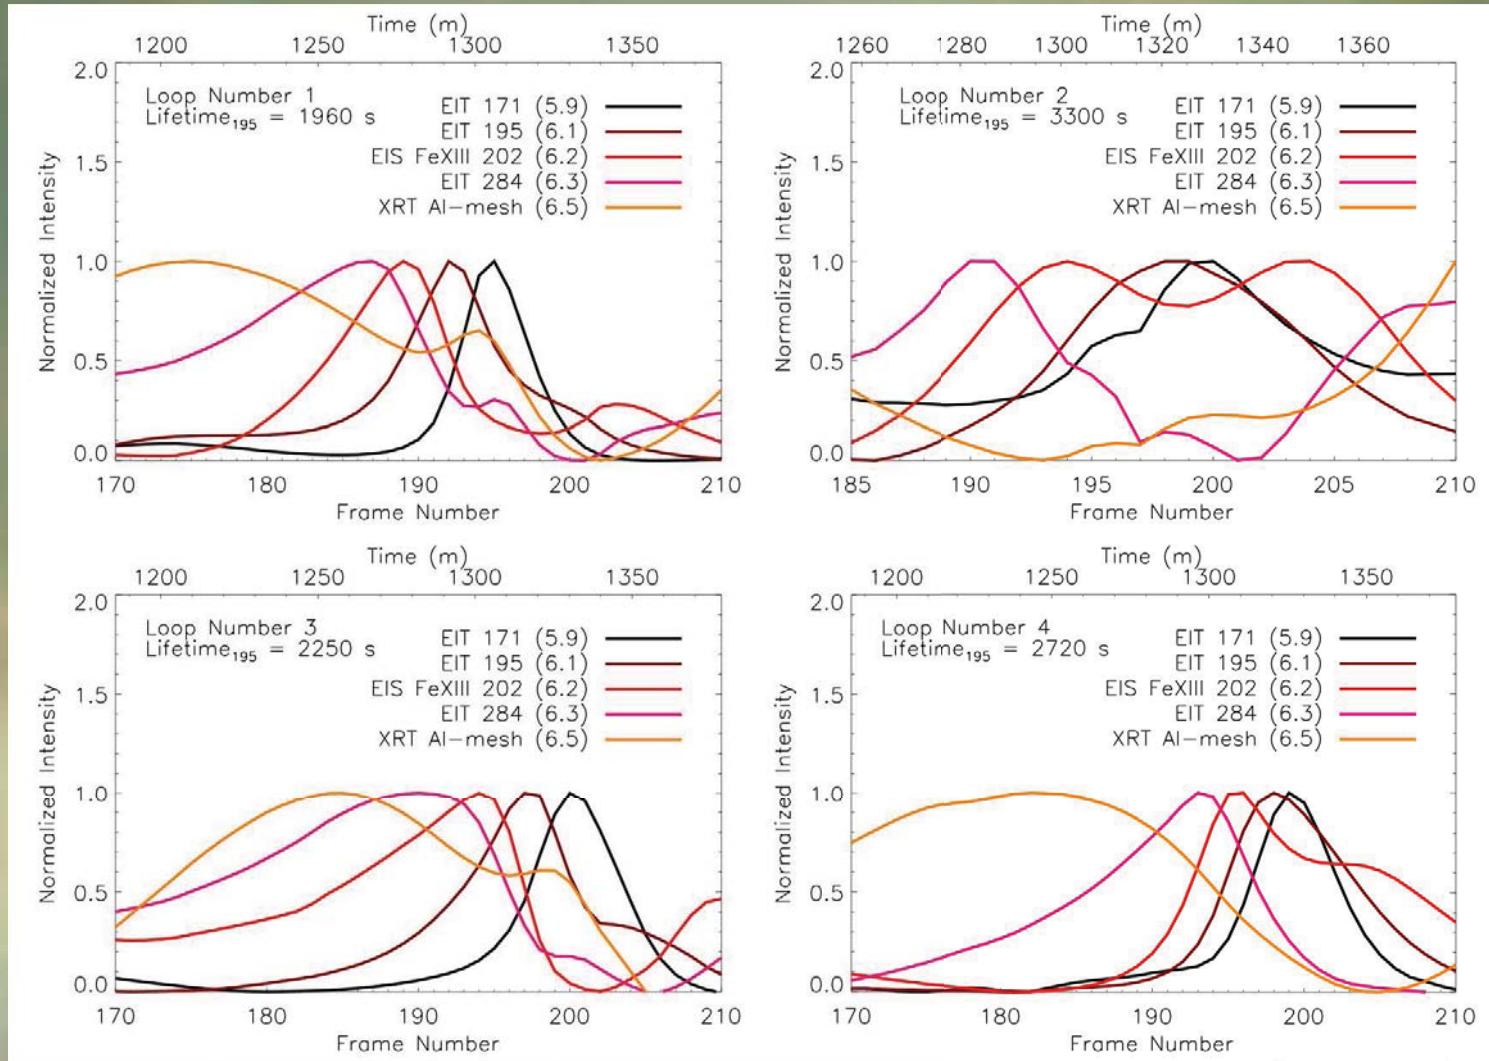 Time (m)
1200 1250 1300 1350
2.0
1.5
1.0
0.5
0.0
Normalized Intensity
Loop Number 1
Lifetime₁₉₅ = 1960 s
EIT 171 (5.9)
EIT 195 (6.1)
EIS FeXIII 202 (6.2)
EIT 284 (6.3)
XRT Al-mesh (6.5)
170 180 190 200 210
Frame Number
Time (m)
1260 1280 1300 1320 1340 1360
2.0
1.5
1.0
0.5
0.0
Normalized Intensity
Loop Number 2
Lifetime₁₉₅ = 3300 s
EIT 171 (5.9)
EIT 195 (6.1)
EIS FeXIII 202 (6.2)
EIT 284 (6.3)
XRT Al-mesh (6.5)
185 190 195 200 205 210
Frame Number
Time (m)
1200 1250 1300 1350
2.0
1.5
1.0
0.5
0.0
Normalized Intensity
Loop Number 3
Lifetime₁₉₅ = 2250 s
EIT 171 (5.9)
EIT 195 (6.1)
EIS FeXIII 202 (6.2)
EIT 284 (6.3)
XRT Al-mesh (6.5)
170 180 190 200 210
Frame Number
Time (m)
1200 1250 1300 1350
2.0
1.5
1.0
0.5
0.0
Normalized Intensity
Loop Number 4
Lifetime₁₉₅ = 2720 s
EIT 171 (5.9)
EIT 195 (6.1)
EIS FeXIII 202 (6.2)
EIT 284 (6.3)
XRT Al-mesh (6.5)
170 180 190 200 210
Frame Number